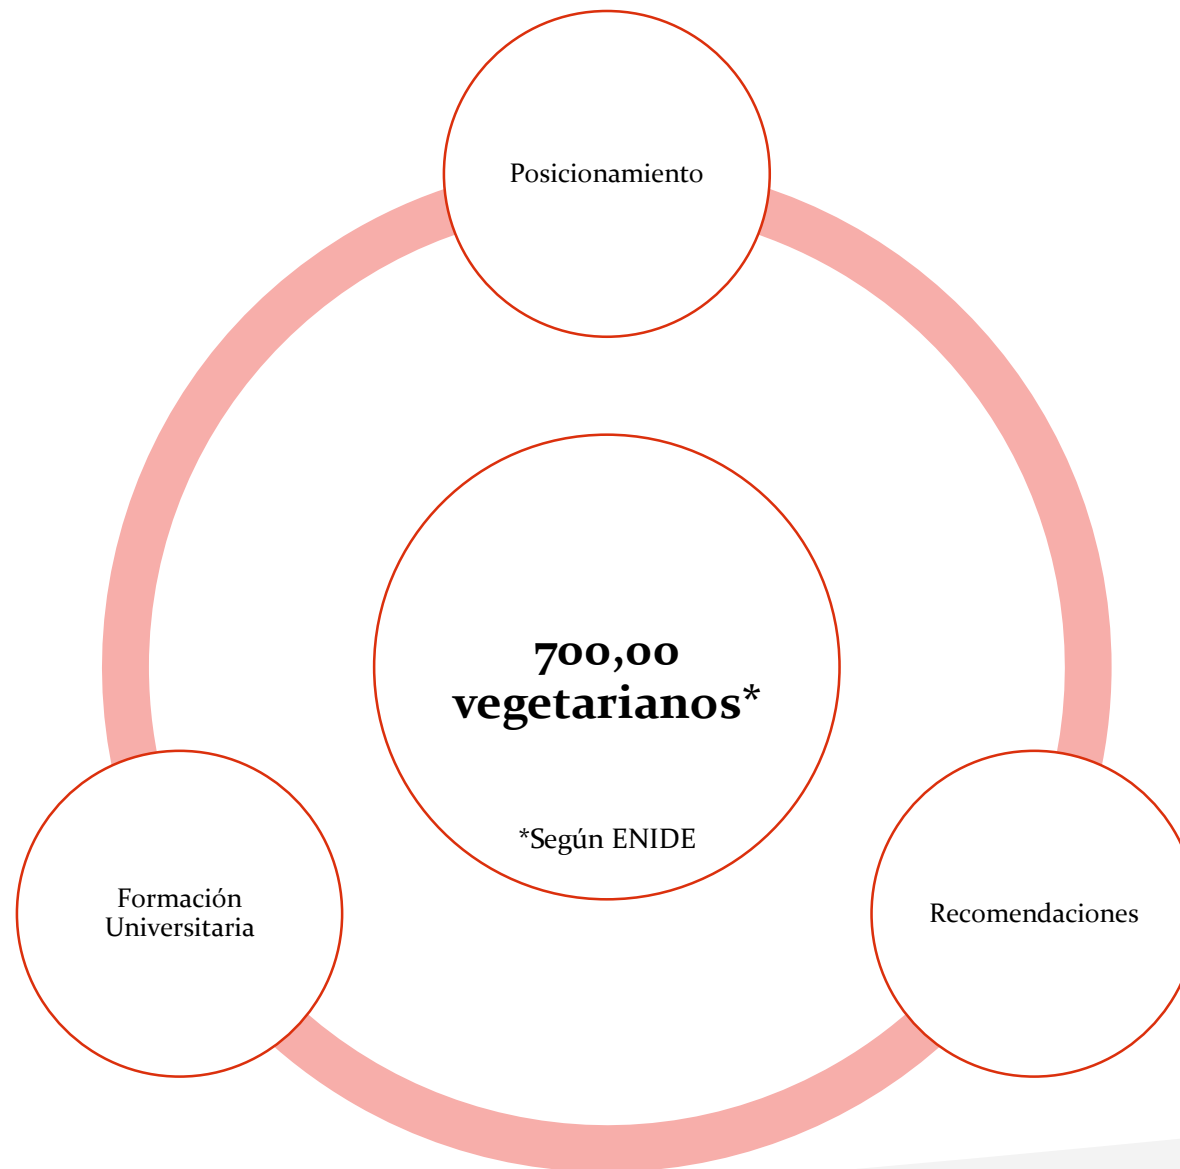 Posicionamiento
700,00
vegetarianos*
*Según ENIDE
Formación
Universitaria
Recomendaciones